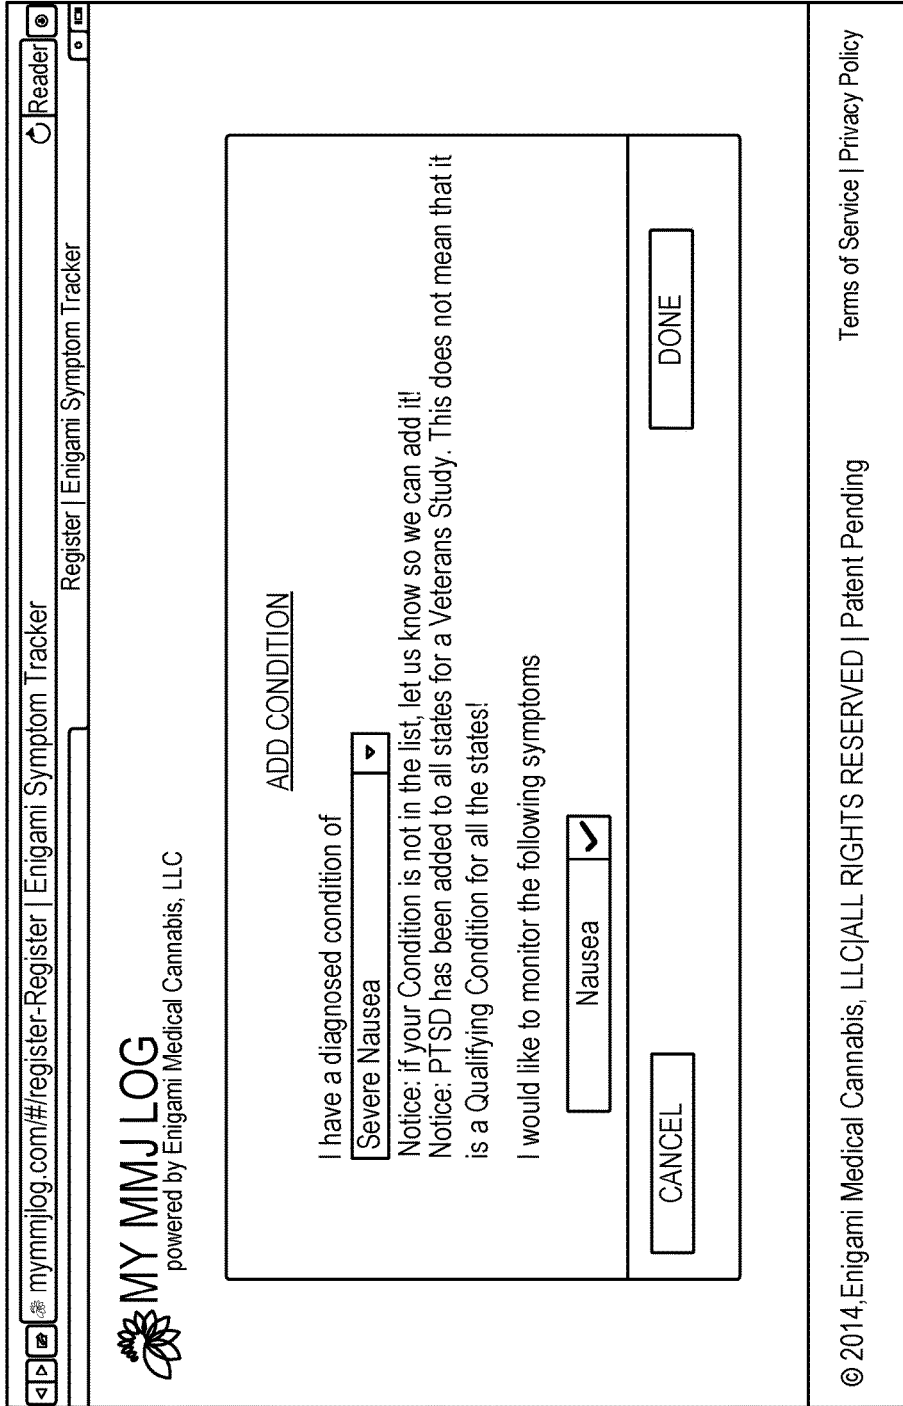 mymmjlog.com/#/register-Register | Enigami Symptom Tracker
Reader
Register | Enigami Symptom Tracker
MY MMJ LOG
powered by Enigami Medical Cannabis, LLC
ADD CONDITION
I have a diagnosed condition of
Severe Nausea
Notice: if your Condition is not in the list, let us know so we can add it!
Notice: PTSD has been added to all states for a Veterans Study. This does not mean that it
is a Qualifying Condition for all the states!
I would like to monitor the following symptoms
Nausea
CANCEL
DONE
© 2014,Enigami Medical Cannabis, LLC|ALL RIGHTS RESERVED | Patent Pending
Terms of Service | Privacy Policy